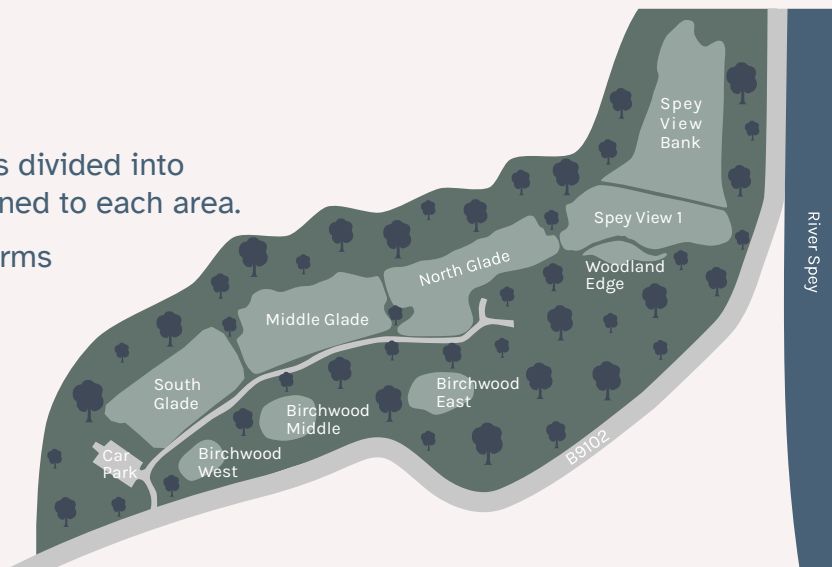 s divided into
ned to each area.
rms
Spey
View
Bank
Spey View 1
River Spey
North Glade
Woodland
Edge
Middle Glade
South
Glade
Birchwood
East
Birchwood
Middle
Birchwood
West
Car
Park
B9102